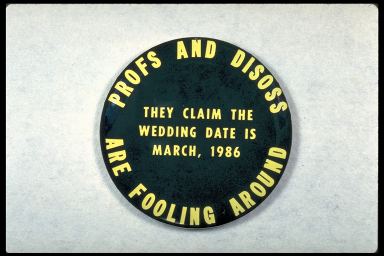 PROFS AND DISOSS
THEY CLAIM THE
WEDDING DATE IS
MARCH, 1986
ARE FOOLING AROUND